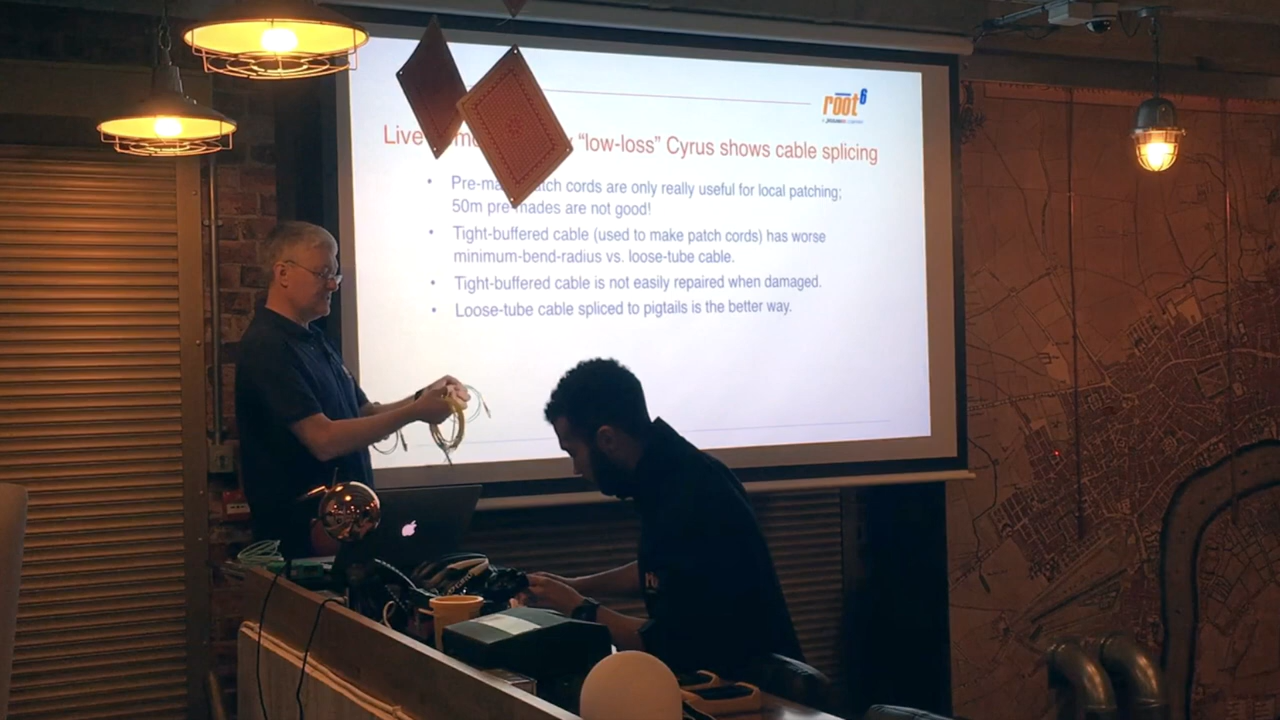 root6
Live "low-loss" Cyrus shows cable splicing
• patch cords are only really useful for local patching;
50m pre-mades are not good!
• Tight-buffered cable (used to make patch cords) has worse
minimum-bend-radius vs. loose-tube cable.
• Tight-buffered cable is not easily repaired when damaged.
• Loose-tube cable spliced to pigtails is the better way.